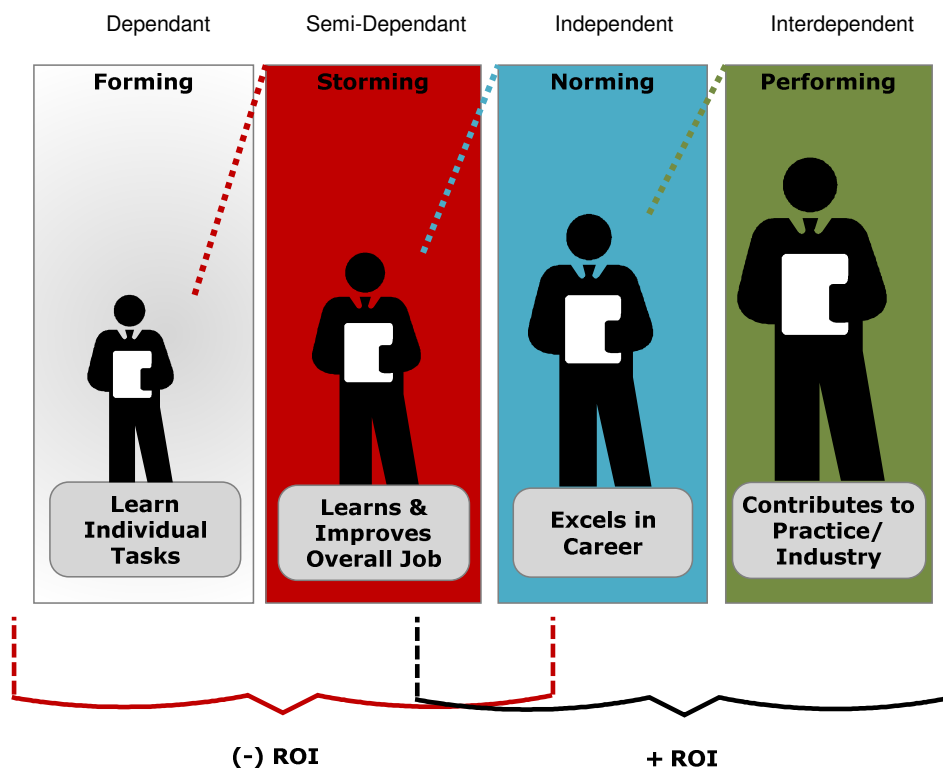 Dependant
Semi-Dependant
Independent
Interdependent
Forming
Storming
Norming
Performing
Learn
Individual
Tasks
Learns &
Improves
Overall Job
Excels in
Career
Contributes to
Practice/
Industry
(-) ROI
+ ROI